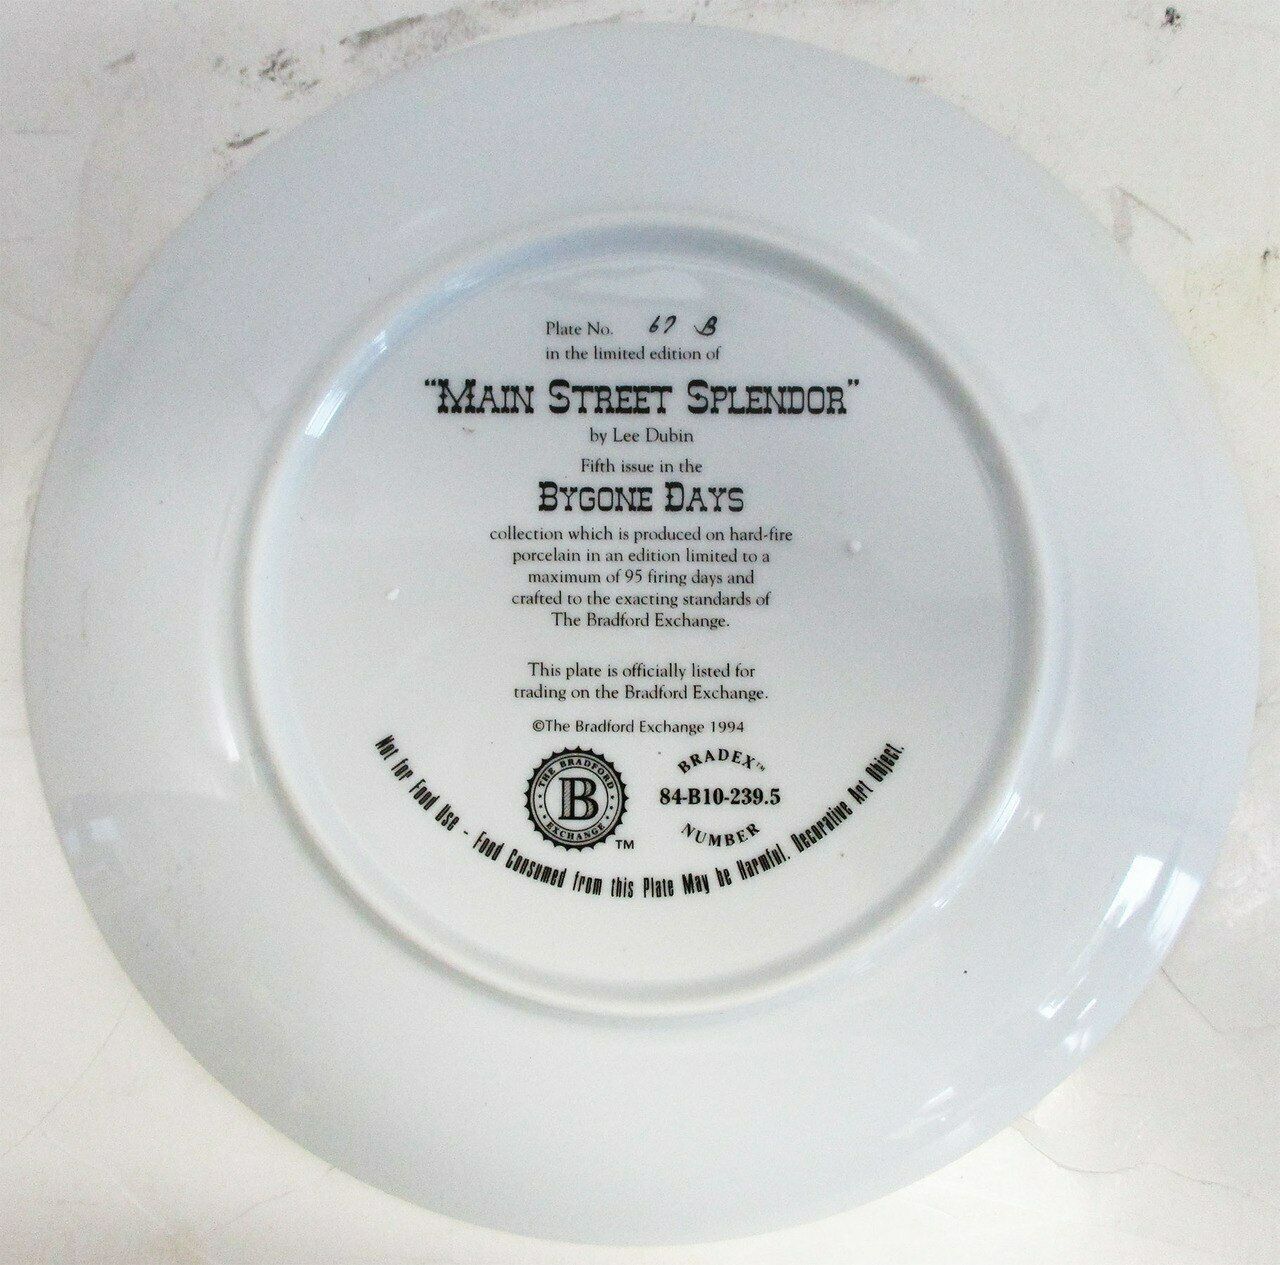 Plate No. 67 B
in the limited edition of
"MAIN STREET SPLENDOR"
by Lee Dubin
Fifth issue in the
BYGONE DAYS
collection which is produced on hard-fire
porcelain in an edition limited to a
maximum of 95 firing days and
crafted to the exacting standards of
The Bradford Exchange.
This plate is officially listed for
trading on the Bradford Exchange.
©The Bradford Exchange 1994
THE BRADFORD
B
EXCHANGE
TM
BRADEX™
84-B10-239.5
NUMBER
Not for Food Use - Food Consumed from this Plate May be Harmful. Decorative Art Object.